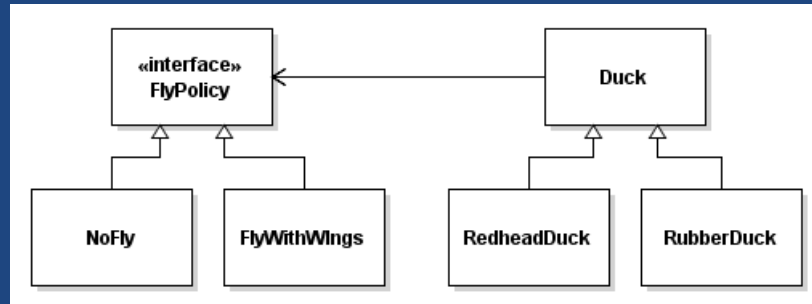 «interface»
FlyPolicy
Duck
NoFly
FlyWithWIngs
RedheadDuck
RubberDuck